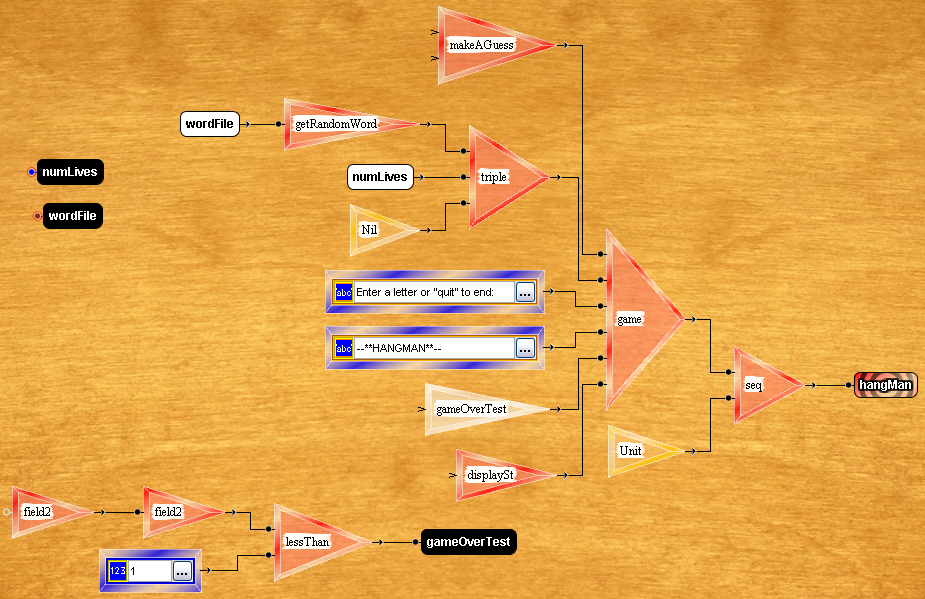 makeAGuess
wordFile
getRandomWord
numLives
numLives
triple
wordFile
Nil
abc Enter a letter or "quit" to end: ...
game
abc --**HANGMAN**-- ...
seq
hangMan
gameOverTest
Unit
displaySt
field2
field2
lessThan
gameOverTest
123 1 ...